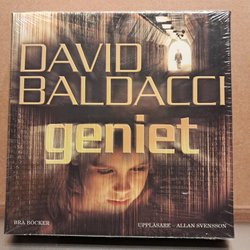 DAVID
BALDACCI
geniet
BRA BÖCKER
UPPLÄSARE - ALLAN SVENSSON